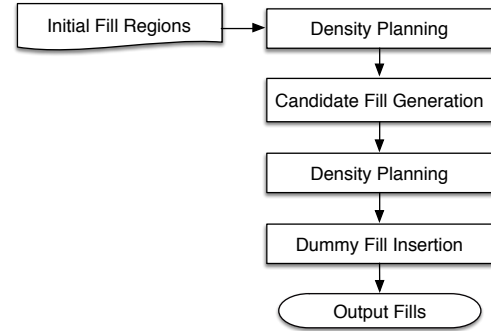 Initial Fill Regions
Density Planning
Candidate Fill Generation
Density Planning
Dummy Fill Insertion
Output Fills